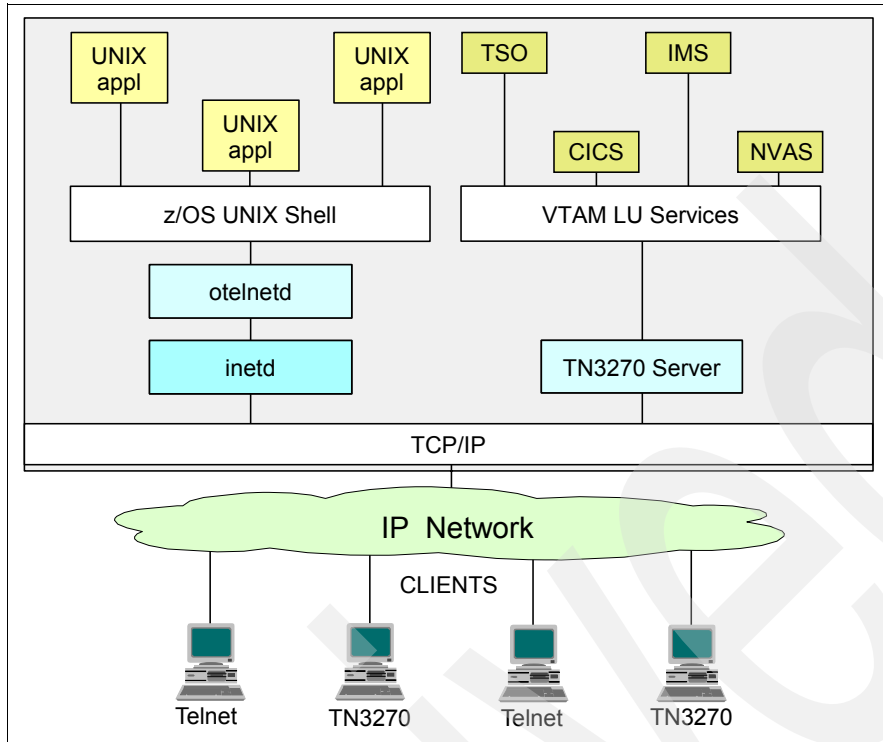 UNIX
appl
UNIX
appl
TSO
IMS
UNIX
appl
CICS
NVAS
z/OS UNIX Shell
VTAM LU Services
otelnetd
inetd
TN3270 Server
TCP/IP
IP Network
CLIENTS
Telnet
TN3270
Telnet
TN3270